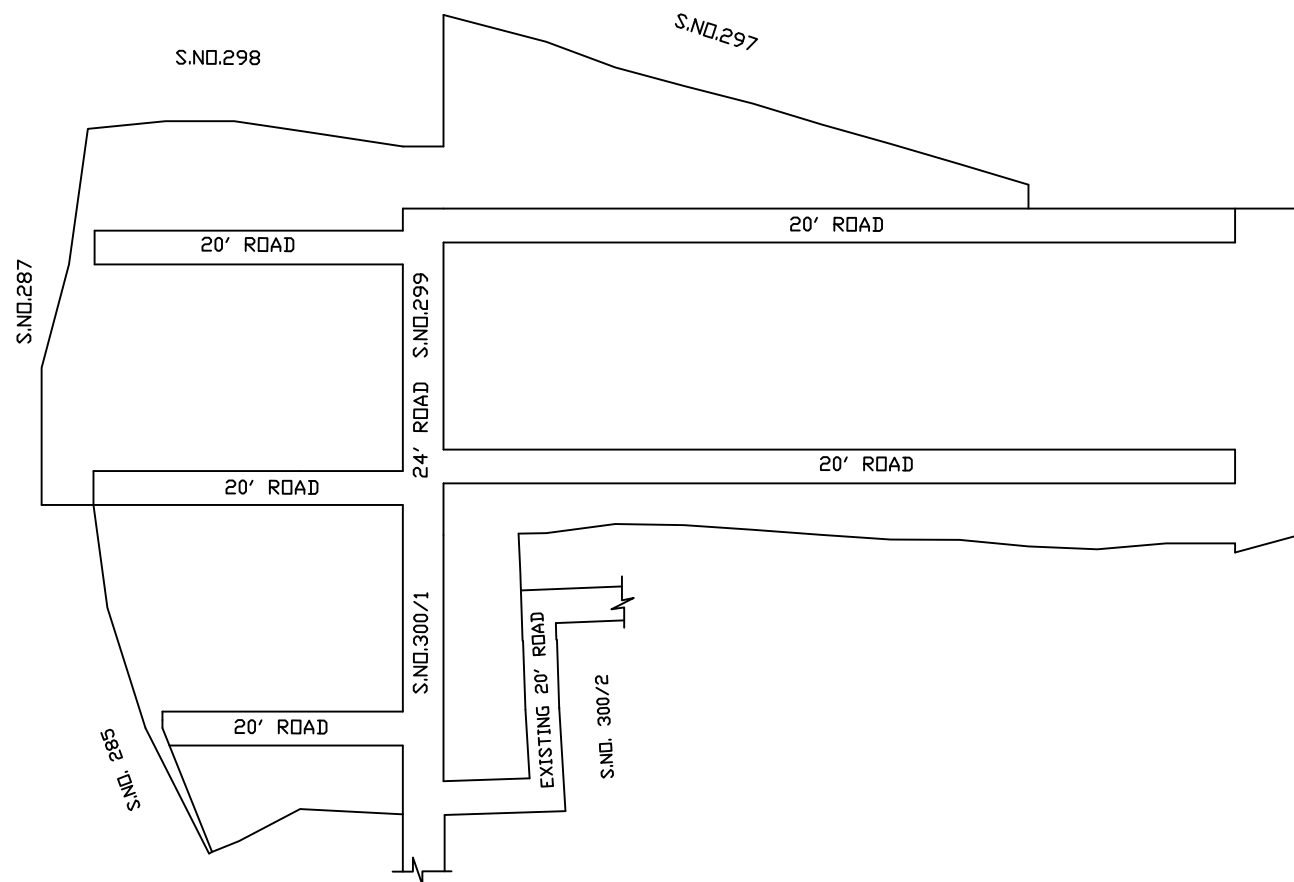 S.NO.297
S.NO.298
20' ROAD
20' ROAD
S.NO.287
S.NO.299
24' ROAD
20' ROAD
20' ROAD
S.NO.300/1
EXISTING 20' ROAD
S.NO. 300/2
20' ROAD
S.NO. 285